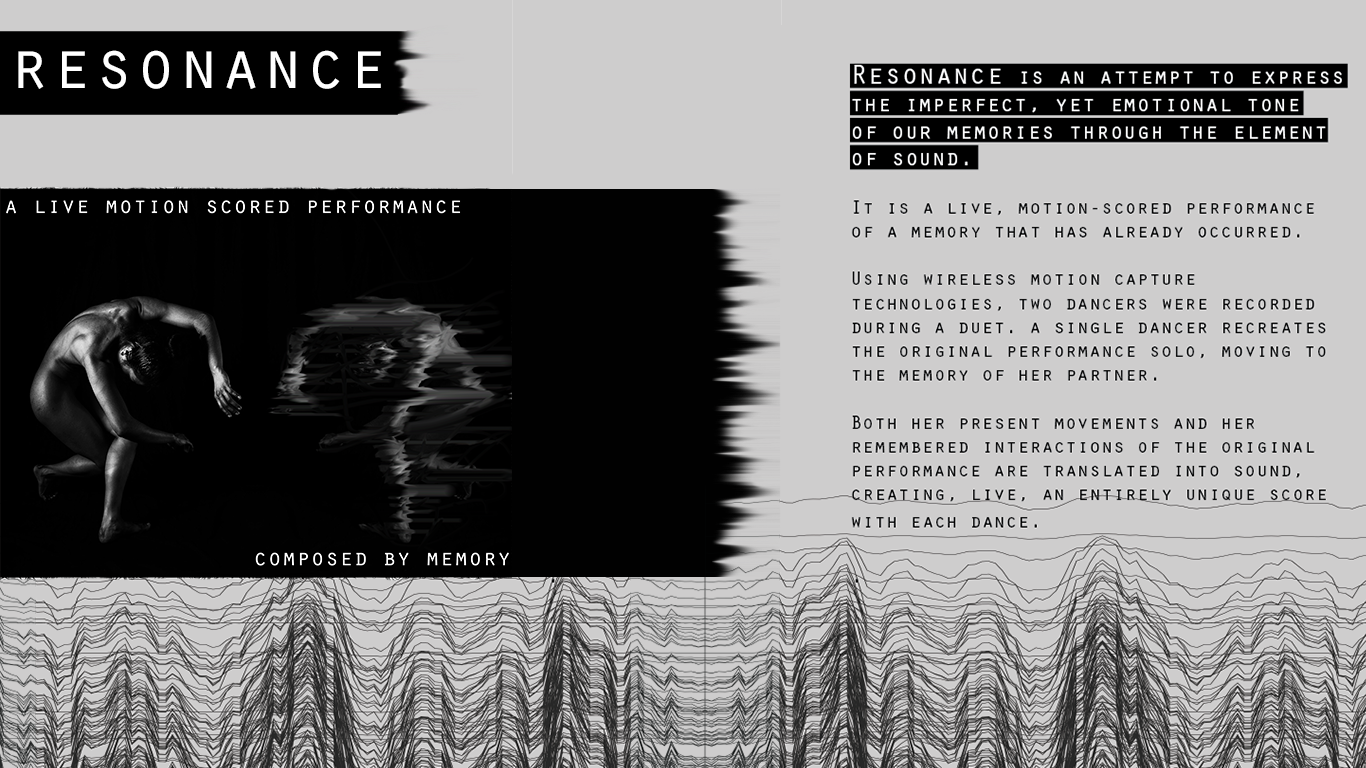 RESONANCE
A LIVE MOTION SCORED PERFORMANCE
COMPOSED BY MEMORY
RESONANCE IS AN ATTEMPT TO EXPRESS
THE IMPERFECT, YET EMOTIONAL TONE
OF OUR MEMORIES THROUGH THE ELEMENT
OF SOUND.
IT IS A LIVE, MOTION-SCORED PERFORMANCE
OF A MEMORY THAT HAS ALREADY OCCURRED.
USING WIRELESS MOTION CAPTURE
TECHNOLOGIES, TWO DANCERS WERE RECORDED
DURING A DUET. A SINGLE DANCER RECREATES
THE ORIGINAL PERFORMANCE SOLO, MOVING TO
THE MEMORY OF HER PARTNER.
BOTH HER PRESENT MOVEMENTS AND HER
REMEMBERED INTERACTIONS OF THE ORIGINAL
PERFORMANCE ARE TRANSLATED INTO SOUND,
CREATING, LIVE, AN ENTIRELY UNIQUE SCORE
WITH EACH DANCE.